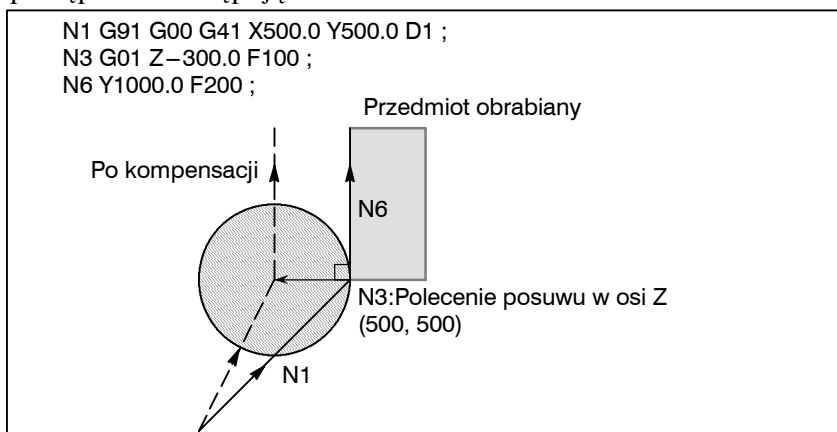 N1 G91 G00 G41 X500.0 Y500.0 D1 ;
N3 G01 Z−300.0 F100 ;
N6 Y1000.0 F200 ;
Przedmiot obrabiany
Po kompensacji
N6
N3:Polecenie posuwu w osi Z
(500, 500)
N1